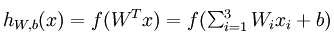 $h_{W,b}(x) = f(W^T x) = f(\sum_{i=1}^{3} W_i x_i + b)$